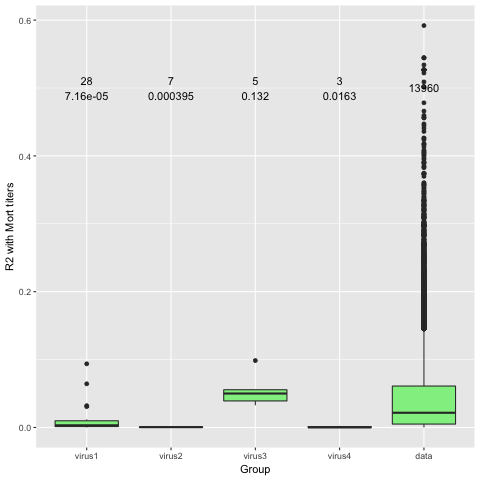 0.6
28
7
5
3
13960
7.16e-05
0.000395
0.132
0.0163
0.4
R2 with Mort titers
0.2
0.0
virus1
virus2
virus3
virus4
data
Group